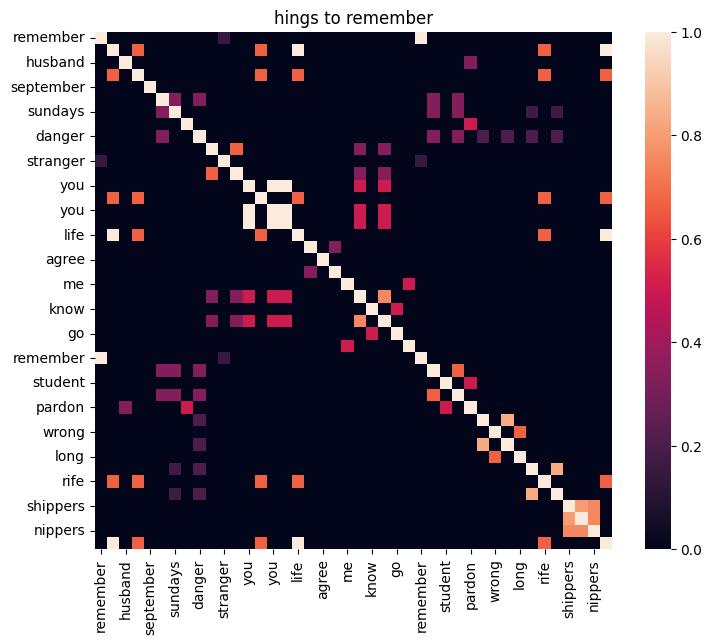 hings to remember
remember
husband
september
sundays
danger
stranger
you
you
life
agree
me
know
go
remember
student
pardon
wrong
long
rife
shippers
nippers
1.0
0.8
0.6
0.4
0.2
0.0
remember
husband
september
sundays
danger
stranger
you
you
life
agree
me
know
go
remember
student
pardon
wrong
long
rife
shippers
nippers